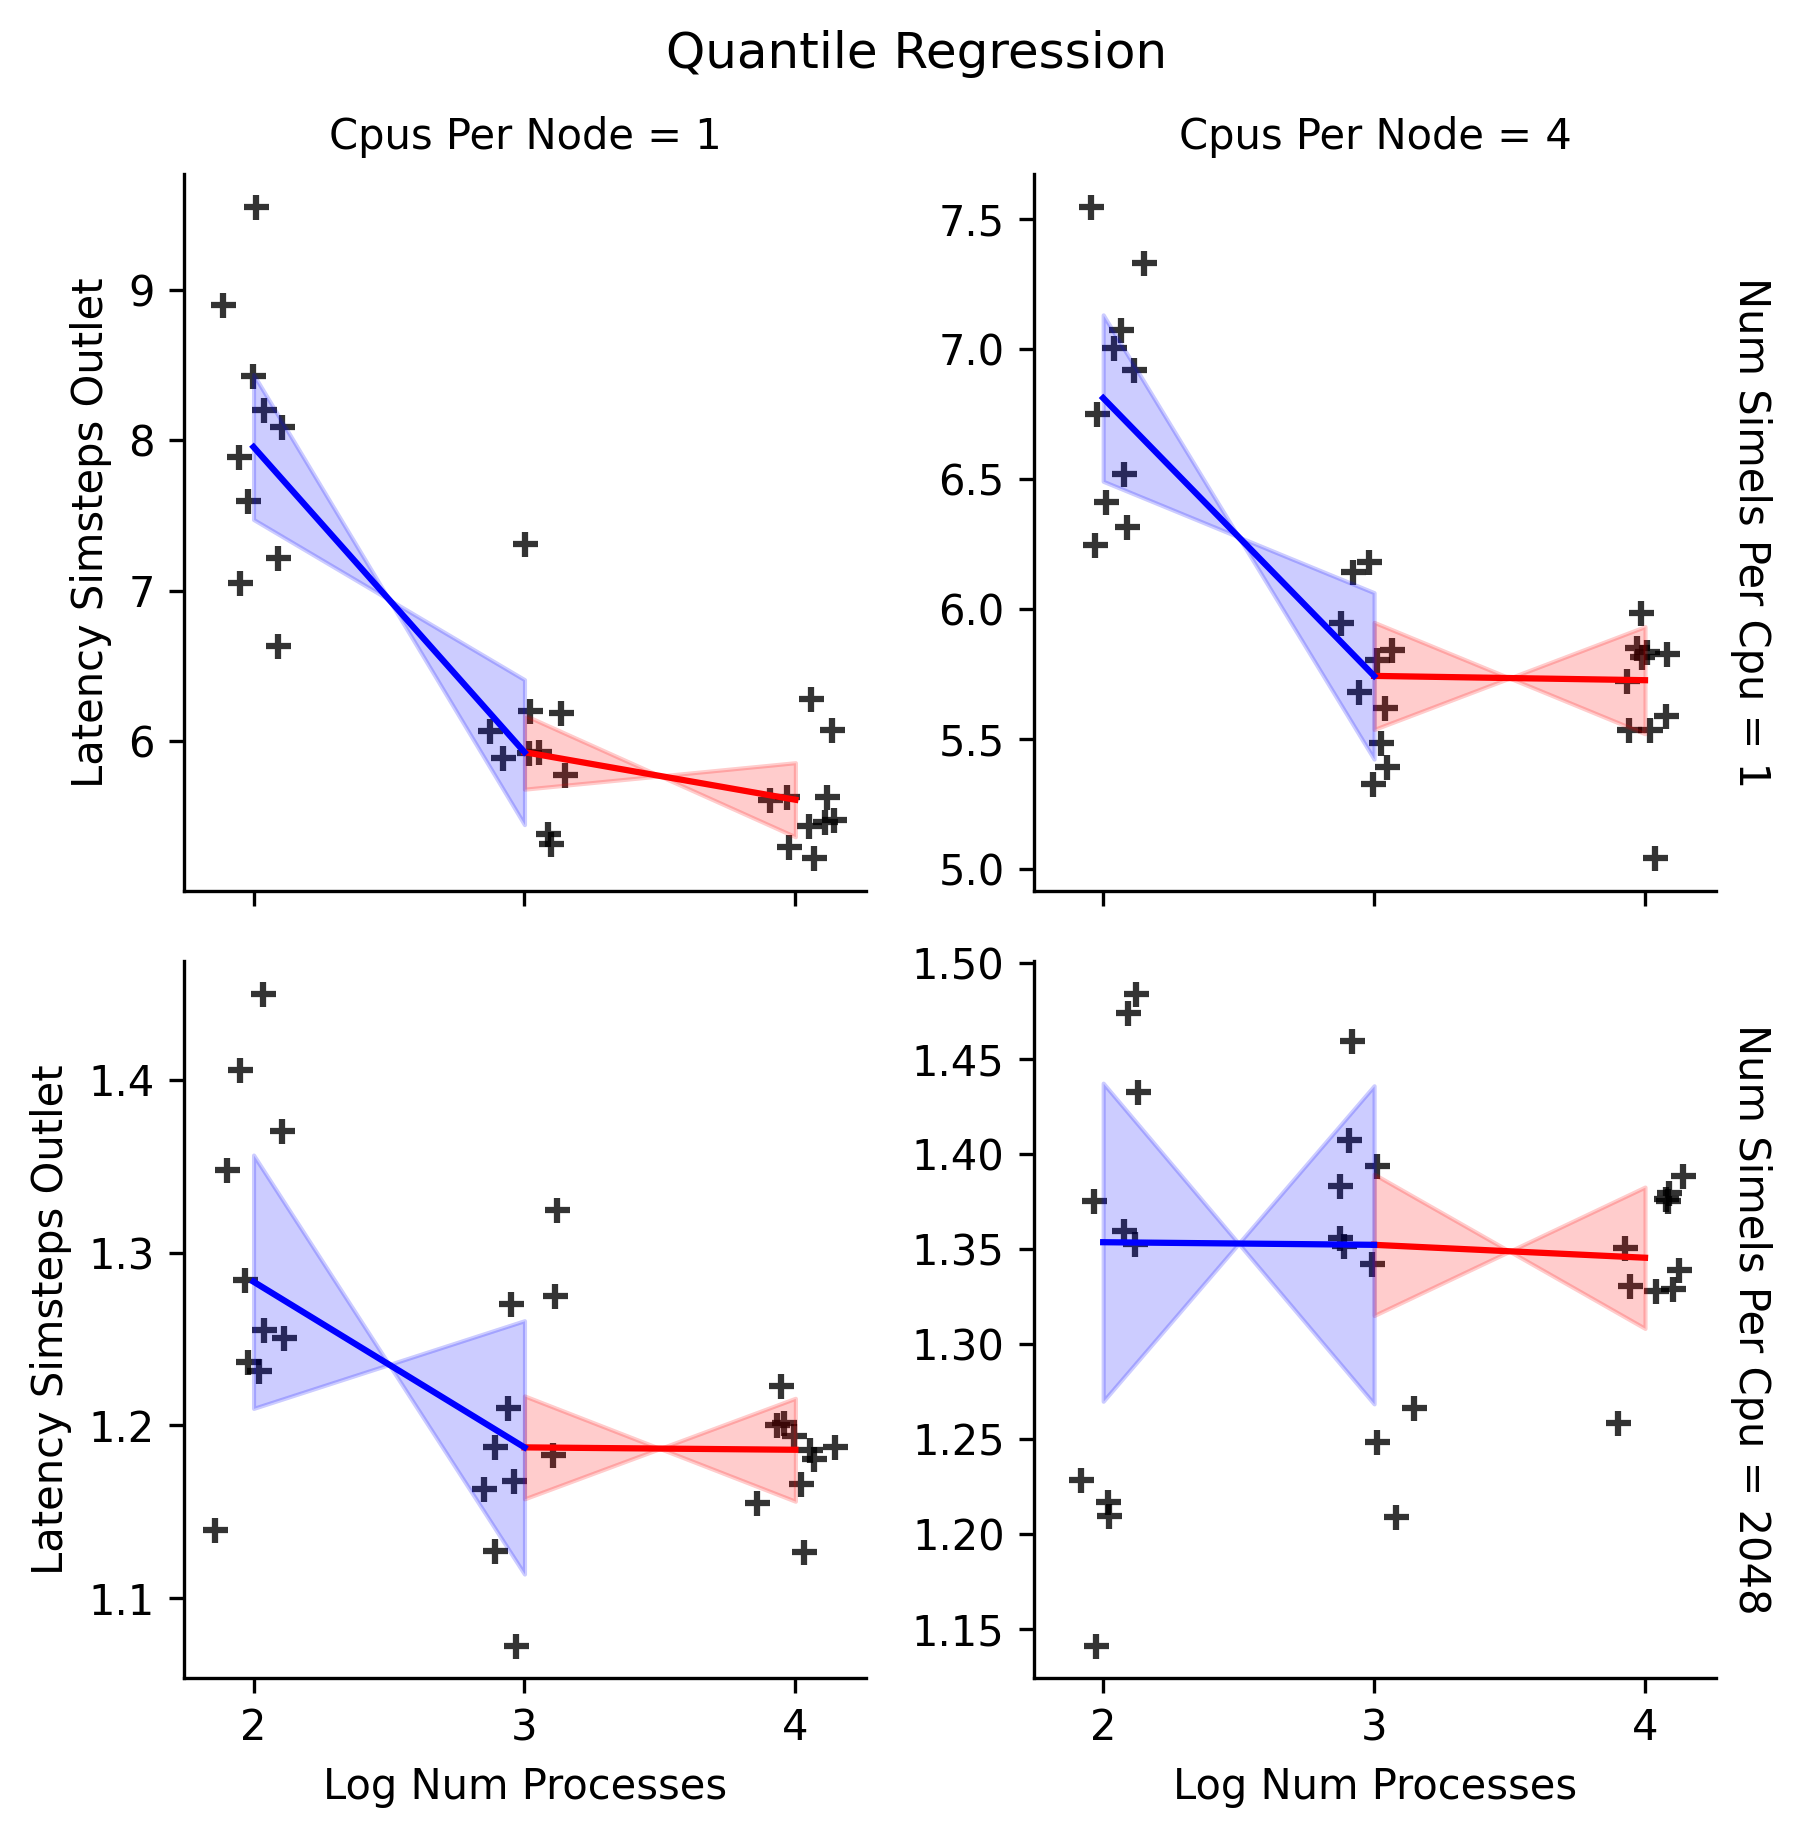 Quantile Regression
Cpus Per Node = 1
Cpus Per Node = 4
Latency Simsteps Outlet
9
8
7
6
7.5
7.0
6.5
6.0
5.5
5.0
Num Simels Per Cpu = 1
Latency Simsteps Outlet
1.4
1.3
1.2
1.1
1.50
1.45
1.40
1.35
1.30
1.25
1.20
1.15
Num Simels Per Cpu = 2048
2 3 4
2 3 4
Log Num Processes
Log Num Processes